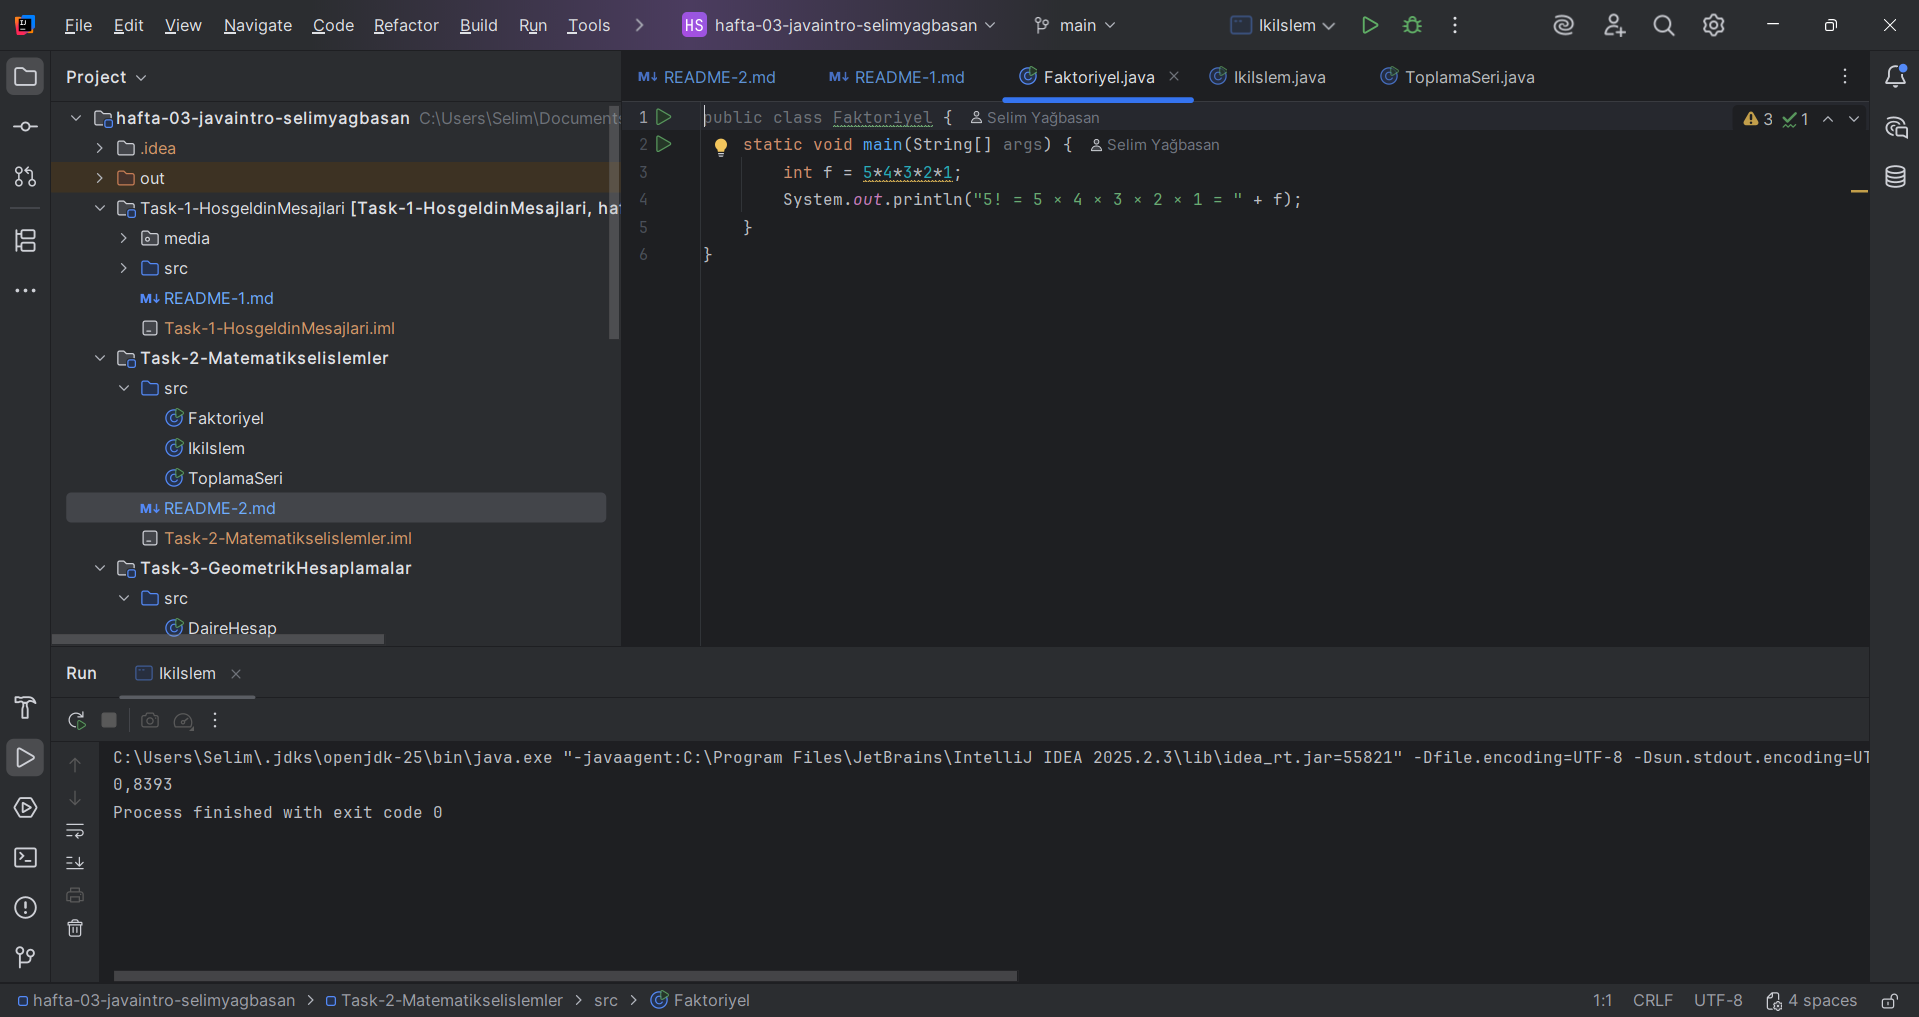 File Edit View Navigate Code Refactor Build Run Tools HS hafta-03-javaintro-selimyagbasan main IkiIslem
Project
README-2.md README-1.md Faktoriyel.java IkiIslem.java ToplamaSeri.java
hafta-03-javaintro-selimyagbasan C:\Users\Selim\Documents
.idea
out
Task-1-HosgeldinMesajlari [Task-1-HosgeldinMesajlari, ha
media
src
M↓ README-1.md
Task-1-HosgeldinMesajlari.iml
Task-2-MatematikselIslemler
src
Faktoriyel
IkiIslem
ToplamaSeri
M↓ README-2.md
Task-2-MatematikselIslemler.iml
Task-3-GeometrikHesaplamalar
src
DaireHesap
1 public class Faktoriyel { Selim Yağbasan 3 1
2 static void main(String[] args) { Selim Yağbasan
3 int f = 5*4*3*2*1;
4 System.out.println("5! = 5 × 4 × 3 × 2 × 1 = " + f);
5 }
6 }
Run IkiIslem
C:\Users\Selim\.jdks\openjdk-25\bin\java.exe "-javaagent:C:\Program Files\JetBrains\IntelliJ IDEA 2025.2.3\lib\idea_rt.jar=55821" -Dfile.encoding=UTF-8 -Dsun.stdout.encoding=UT
0,8393
Process finished with exit code 0
hafta-03-javaintro-selimyagbasan > Task-2-MatematikselIslemler > src > Faktoriyel 1:1 CRLF UTF-8 4 spaces